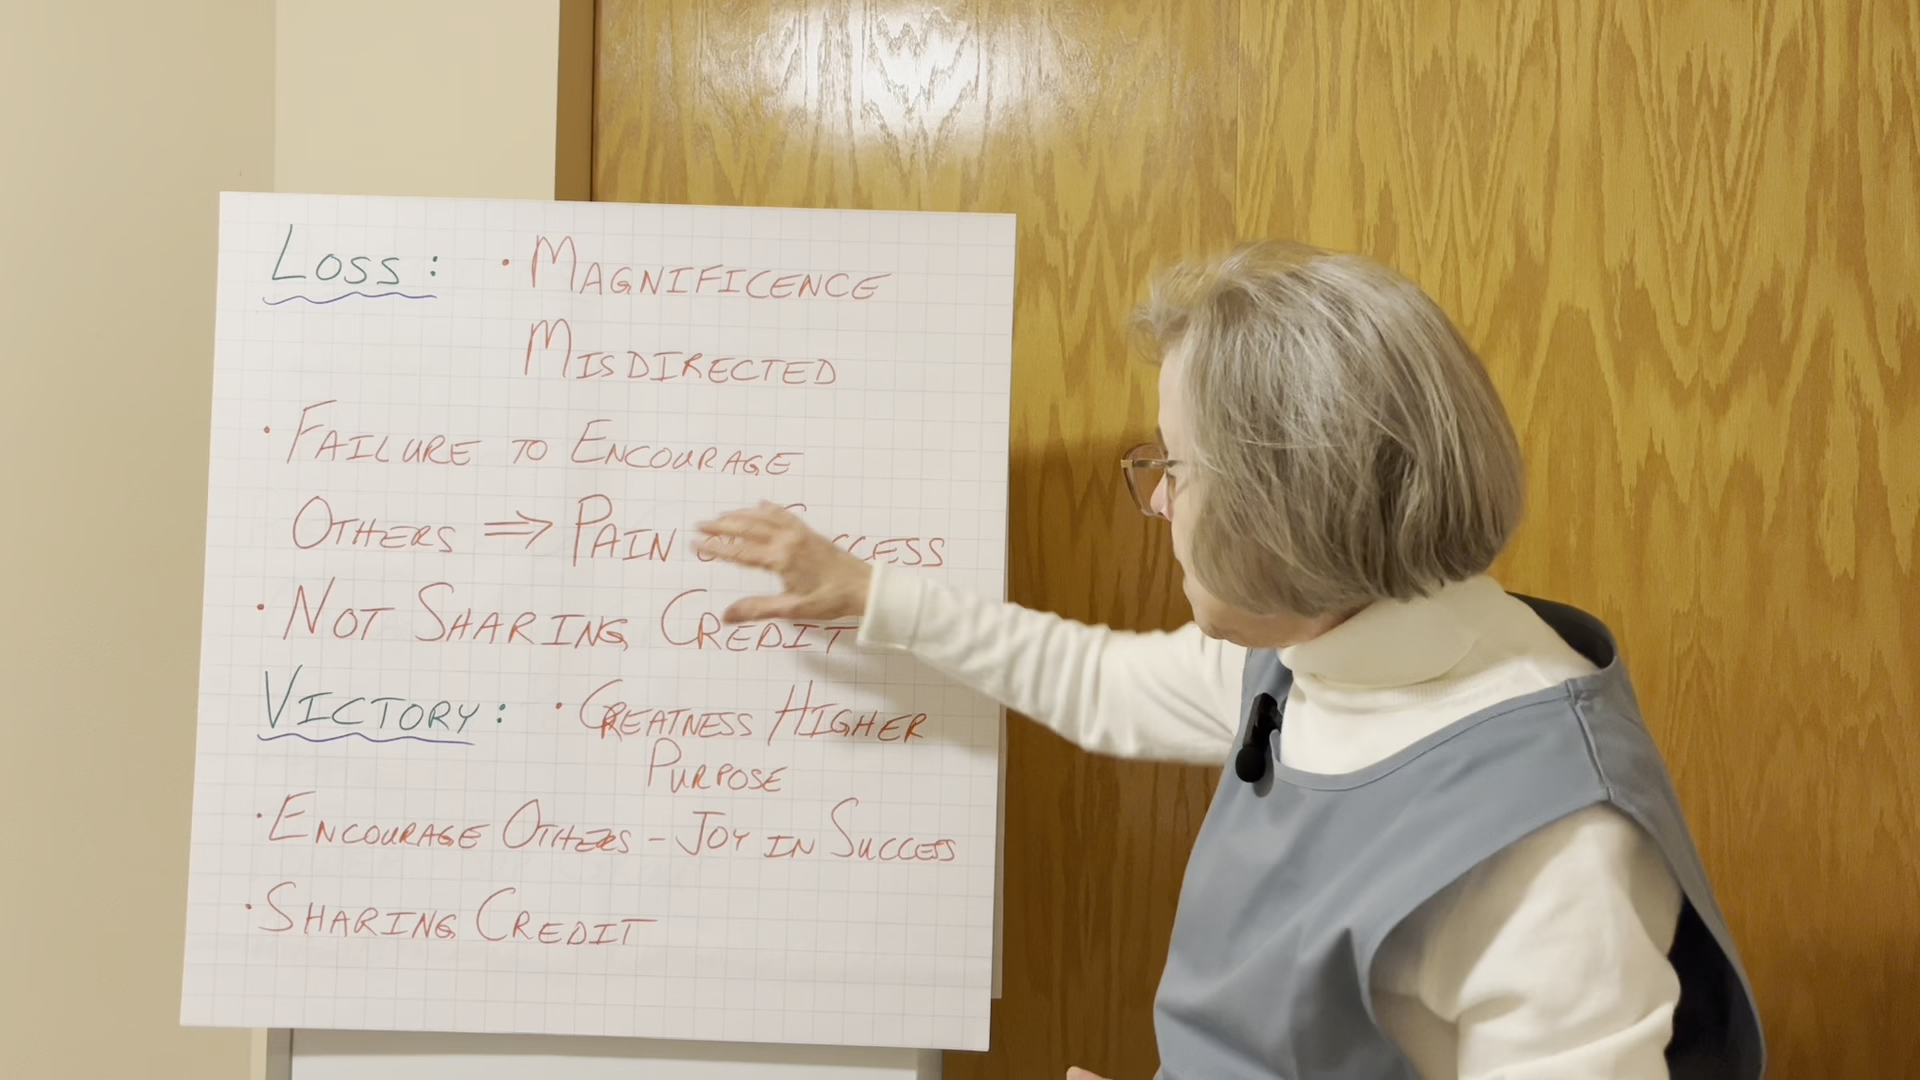 LOSS: • MAGNIFICENCE
MISDIRECTED
• FAILURE TO ENCOURAGE
OTHERS ⇒ PAIN SUCCESS
• NOT SHARING CREDIT
VICTORY: • GREATNESS HIGHER
PURPOSE
• ENCOURAGE OTHERS - JOY IN SUCCESS
• SHARING CREDIT